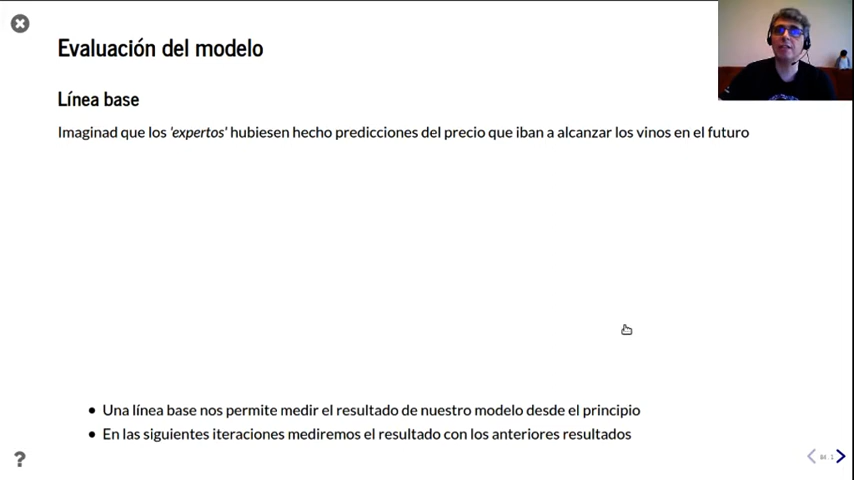 Evaluación del modelo
Línea base
Imaginad que los 'expertos' hubiesen hecho predicciones del precio que iban a alcanzar los vinos en el futuro
Una línea base nos permite medir el resultado de nuestro modelo desde el principio
En las siguientes iteraciones mediremos el resultado con los anteriores resultados
?